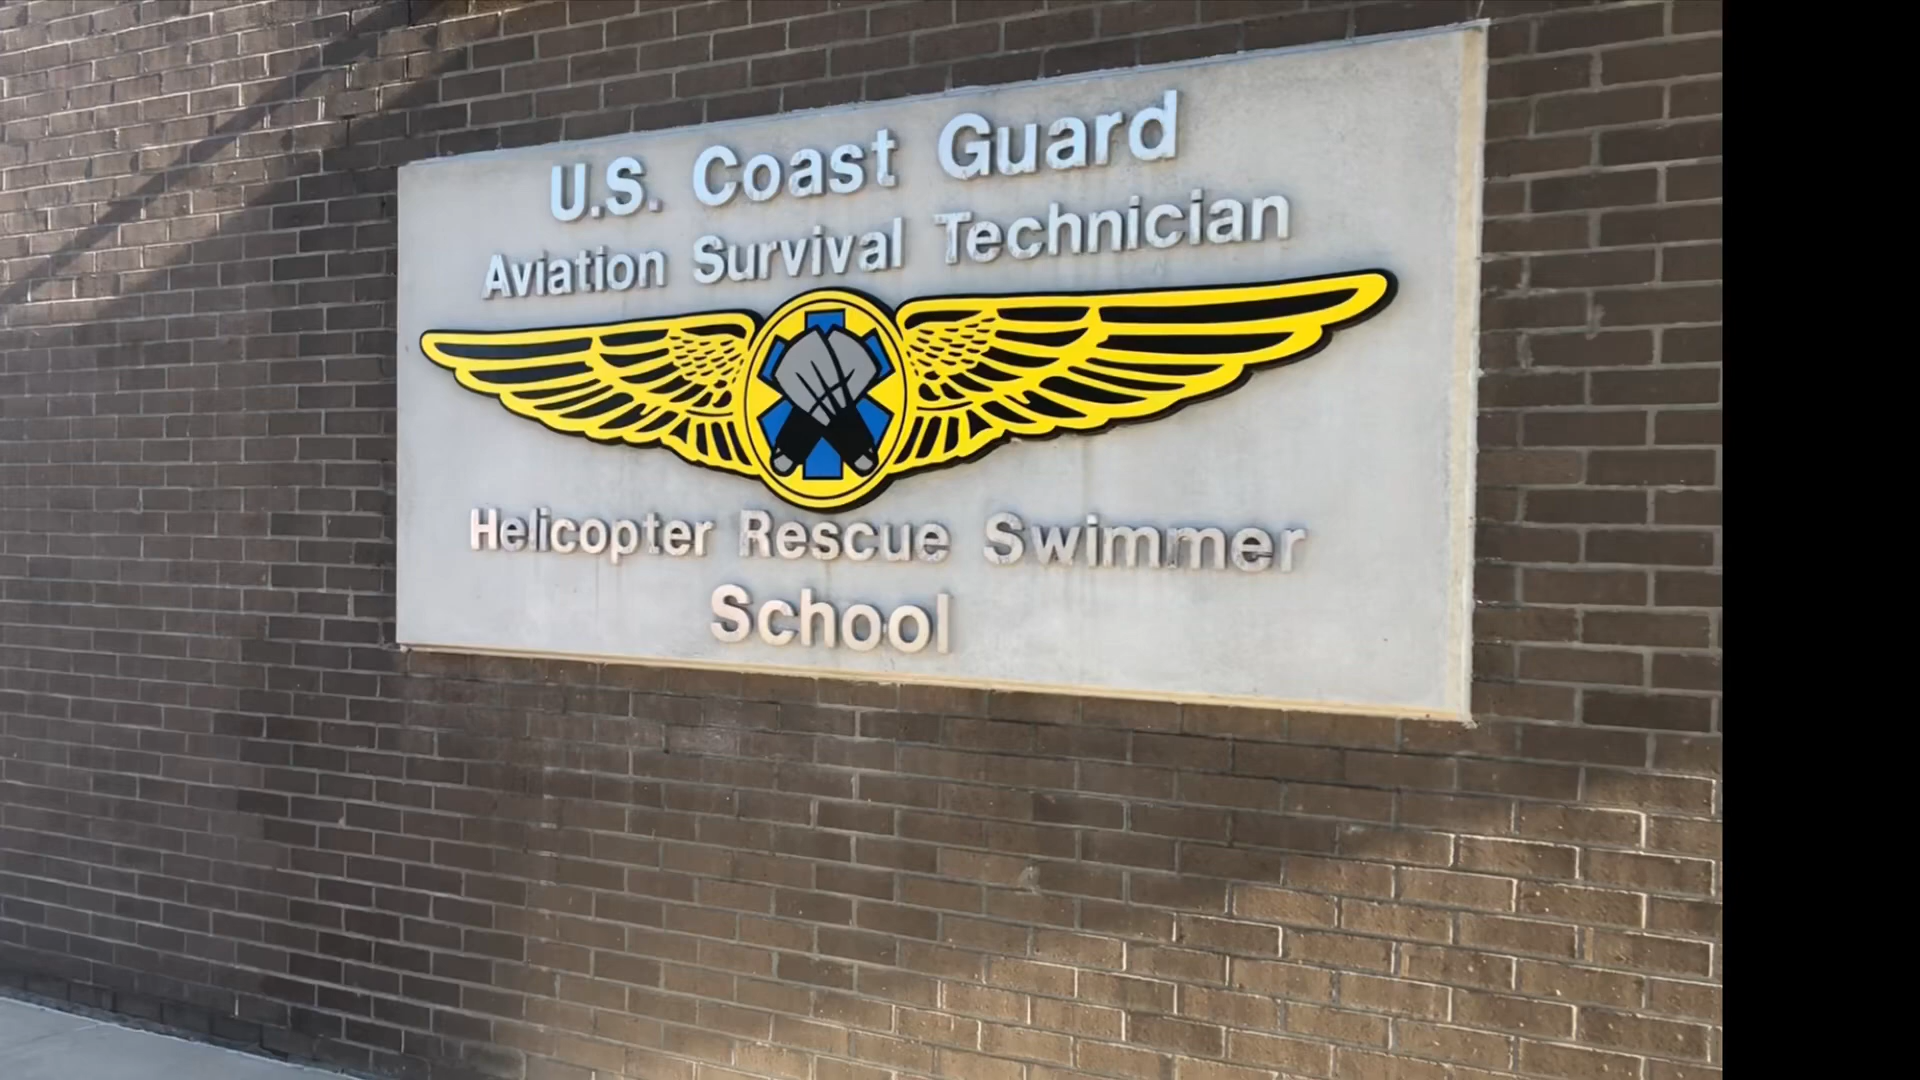 U.S. Coast Guard
Aviation Survival Technician
Helicopter Rescue Swimmer
School